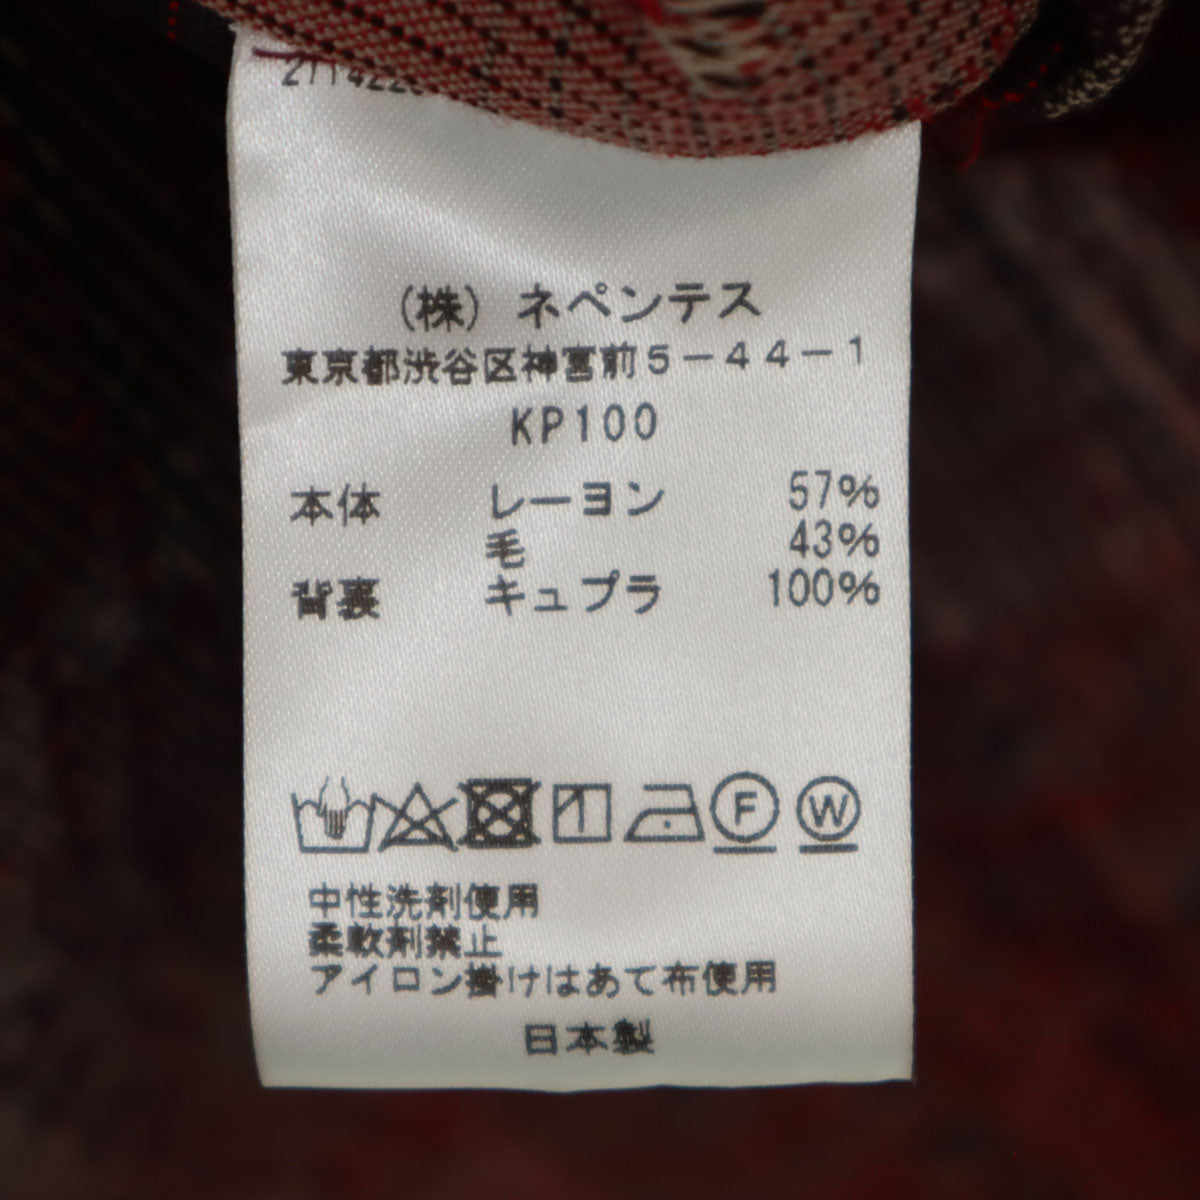 (株) ネペンテス
東京都渋谷区神宮前5-44-1
KP100
本体 レーヨン 57%
毛 43%
背裏 キュプラ 100%
F W
中性洗剤使用
柔軟剤禁止
アイロン掛けはあて布使用
日本製